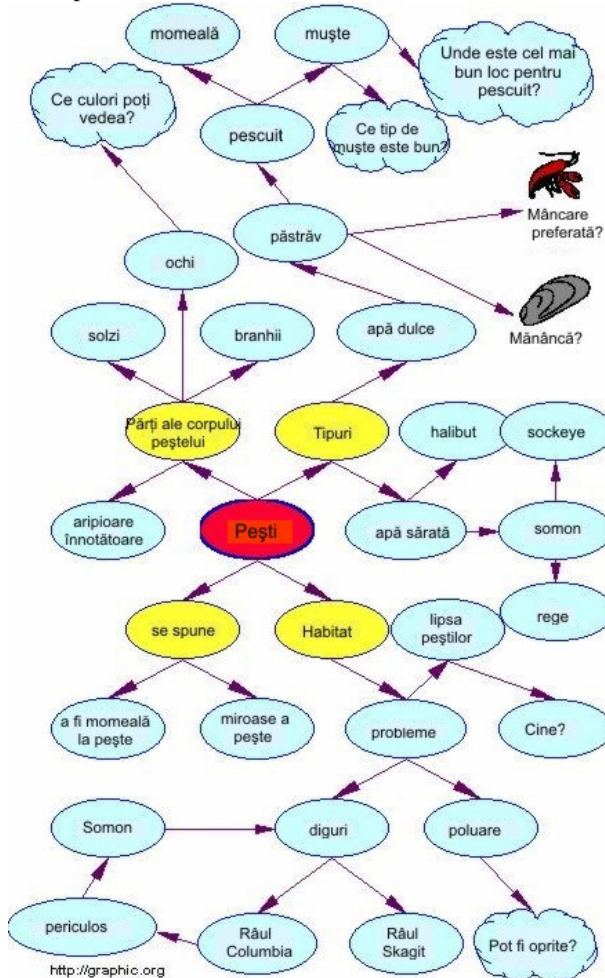 momeală
muşte
Unde este cel mai
bun loc pentru
pescuit?
Ce culori poți
vedea?
pescuit
Ce tip de
muşte este bun?
păstrăv
Mâncare
preferată?
ochi
solzi
branhii
apă dulce
Mănâncă?
Părți ale corpului
peştelui
Tipuri
halibut
sockeye
aripioare
înnotătoare
Peşti
apă sărată
somon
se spune
Habitat
lipsa
peştilor
rege
a fi momeală
la peşte
miroase a
peşte
probleme
Cine?
Somon
diguri
poluare
periculos
Râul
Columbia
Râul
Skagit
Pot fi oprite?
http://graphic.org